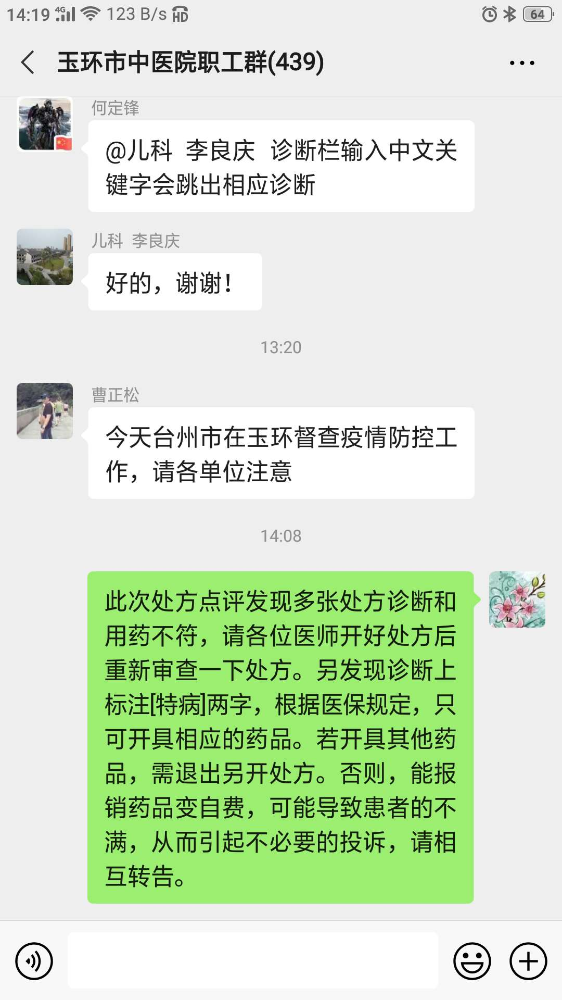 14:19 4G 123 B/s HD 64
玉环市中医院职工群(439)
何定锋
@儿科 李良庆 诊断栏输入中文关
键字会跳出相应诊断
儿科 李良庆
好的，谢谢！
13:20
曹正松
今天台州市在玉环督查疫情防控工
作，请各单位注意
14:08
此次处方点评发现多张处方诊断和
用药不符，请各位医师开好处方后
重新审查一下处方。另发现诊断上
标注[特病]两字，根据医保规定，只
可开具相应的药品。若开具其他药
品，需退出另开处方。否则，能报
销药品变自费，可能导致患者的不
满，从而引起不必要的投诉，请相
互转告。